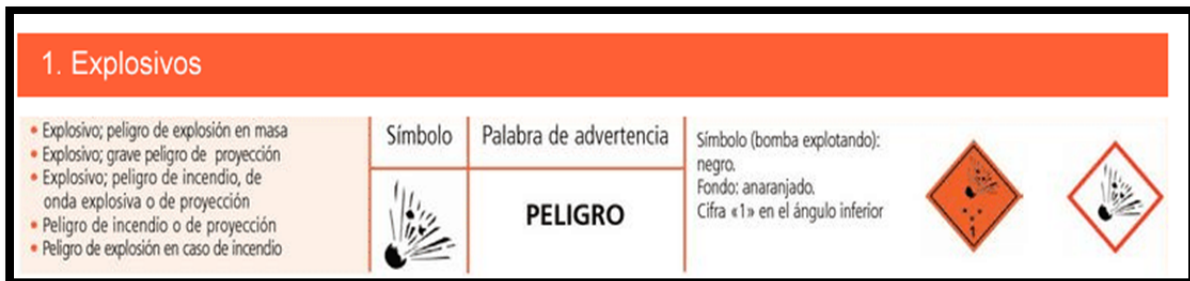 1. Explosivos
• Explosivo; peligro de explosión en masa
• Explosivo; grave peligro de proyección
• Explosivo; peligro de incendio, de
onda explosiva o de proyección
• Peligro de incendio o de proyección
• Peligro de explosión en caso de incendio
Símbolo
Palabra de advertencia
PELIGRO
Símbolo (bomba explotando):
negro.
Fondo: anaranjado.
Cifra «1» en el ángulo inferior
1